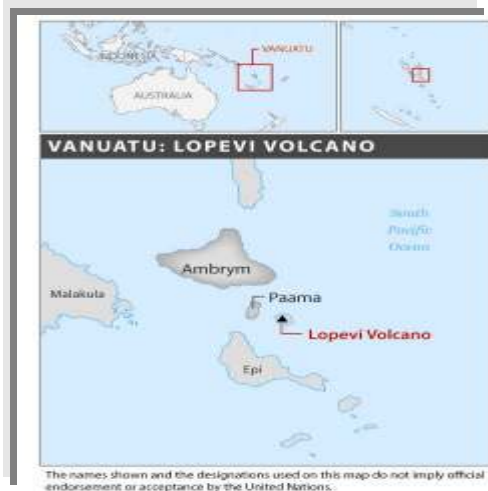 VANUATU
INDONESIA
AUSTRALIA
VANUATU: LOPEVI VOLCANO
South
Pacific
Ocean
Ambrym
Malakula
Paama
Lopevi Volcano
Epi
The names shown and the designations used on this map do not imply official
endorsement or acceptance by the United Nations.